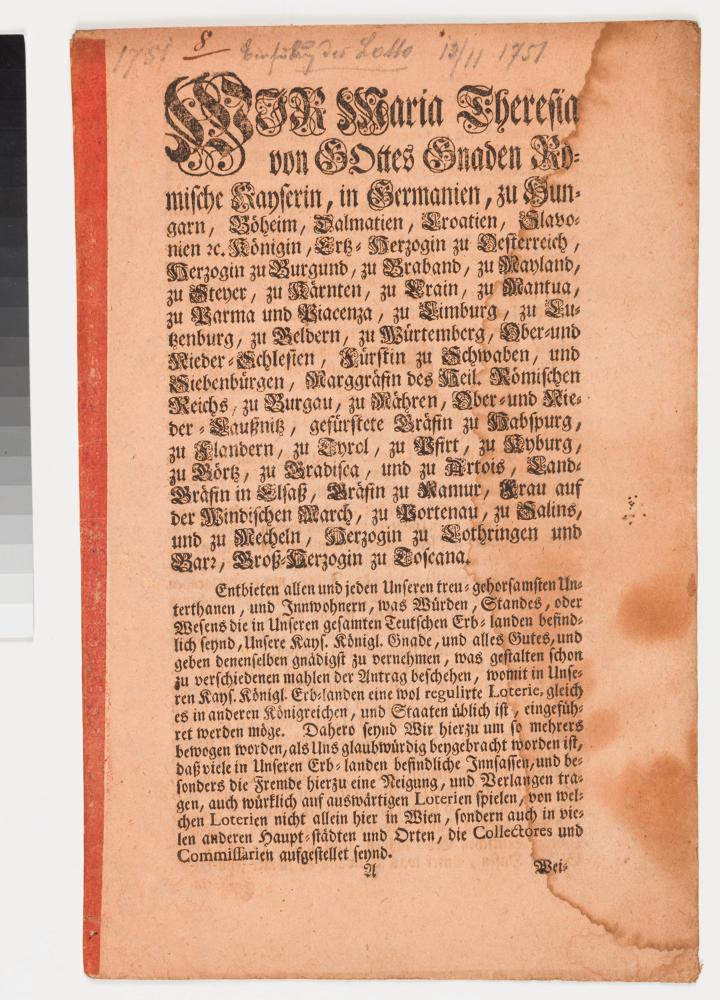 1751 8 Einführung des Lotto 13/11 1751
WIR Maria Theresia
von GOttes Gnaden Rö-
mische Kayserin, in Germanien, zu Hun-
garn, Böheim, Dalmatien, Croatien, Slavo-
nien ꝛc. Königin, Ertz-Herzogin zu Oesterreich,
Herzogin zu Burgund, zu Braband, zu Mayland,
zu Steyer, zu Kärnten, zu Crain, zu Mantua,
zu Parma und Piacenza, zu Limburg, zu Lu-
tzenburg, zu Geldern, zu Würtemberg, Ober-und
Nieder-Schlesien, Fürstin zu Schwaben, und
Siebenbürgen, Marggräfin des Heil. Römischen
Reichs, zu Burgau, zu Mähren, Ober-und Nie-
der-Laußnitz, gefürstete Gräfin zu Habspurg,
zu Flandern, zu Tyrol, zu Pfirt, zu Kyburg,
zu Görtz, zu Gradisca, und zu Artois, Land-
Gräfin in Elsaß, Gräfin zu Namur, Frau auf
der Windischen March, zu Portenau, zu Salins,
und zu Mecheln, Herzogin zu Lothringen und
Barr, Groß-Herzogin zu Toscana.
Entbieten allen und jeden Unseren treu-gehorsamsten Un-
terthanen, und Innwohnern, was Würden, Standes, oder
Wesens die in Unseren gesamten Teutschen Erb-landen befind-
lich seynd, Unsere Kays. Königl. Gnade, und alles Gutes, und
geben denenselben gnädigst zu vernehmen, was gestalten schon
zu verschiedenen mahlen der Antrag beschehen, womit in Unse-
ren Kays. Königl. Erb-landen eine wol regulirte Loterie, gleich
es in anderen Königreichen, und Staaten üblich ist, eingefüh-
ret werden möge. Dahero seynd Wir hierzu um so mehrers
bewogen worden, als Uns glaubwürdig beygebracht worden ist,
daß viele in Unseren Erb-landen befindliche Innsassen, und be-
sonders die Fremde hierzu eine Neigung, und Verlangen tra-
gen, auch würklich auf auswärtigen Loterien spielen, von wel-
chen Loterien nicht allein hier in Wien, sondern auch in vie-
len anderen Haupt-städten und Orten, die Collectores und
Commissarien aufgestellet seynd.
A Wei-